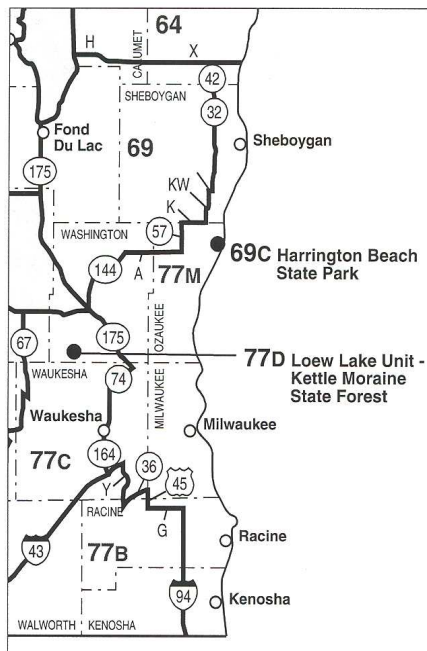 64
H
CALUMET
X
42
SHEBOYGAN
32
Fond
Du Lac
69
Sheboygan
175
KW
K
57
WASHINGTON
69C Harrington Beach
State Park
144
A
77M
175
OZAUKEE
67
77D Loew Lake Unit -
Kettle Moraine
State Forest
WAUKESHA
74
MILWAUKEE
Waukesha
Milwaukee
77C
164
36
45
Y
RACINE
G
43
77B
Racine
94
Kenosha
WALWORTH
KENOSHA